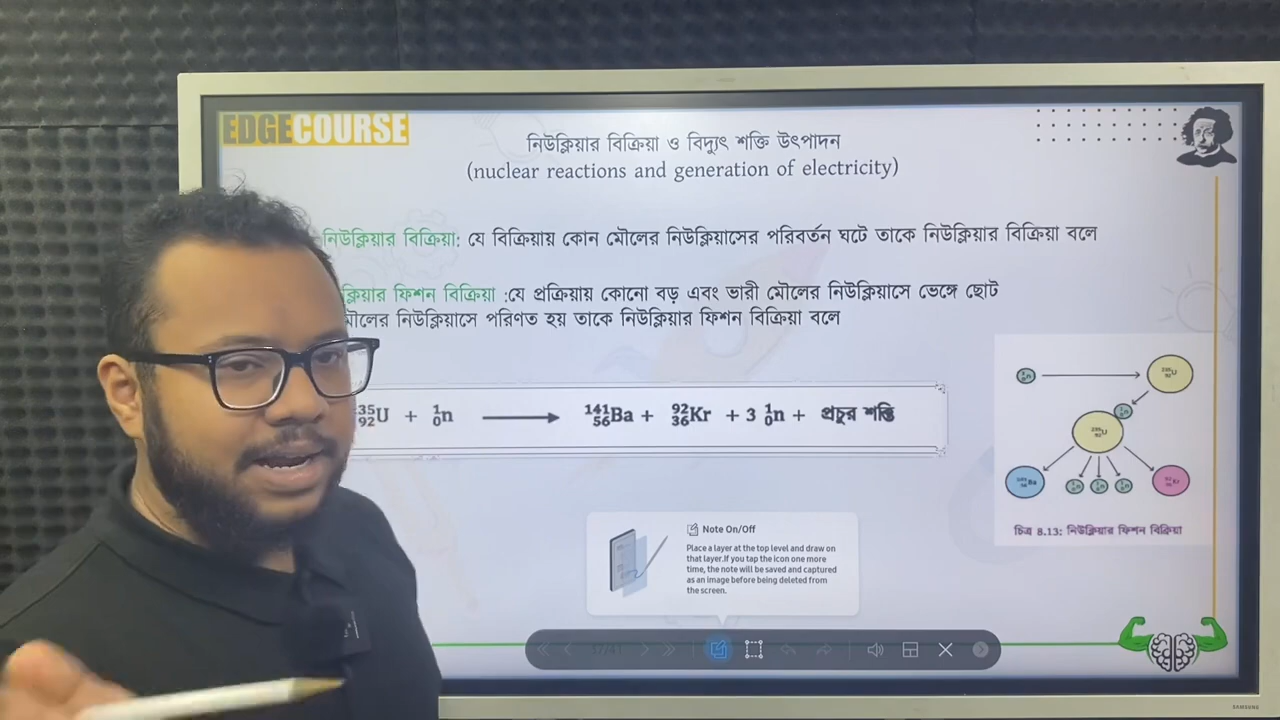 EDGECOURSE
নিউক্লিয়ার বিক্রিয়া ও বিদ্যুৎ শক্তি উৎপাদন
(nuclear reactions and generation of electricity)
নিউক্লিয়ার বিক্রিয়া: যে বিক্রিয়ায় কোন মৌলের নিউক্লিয়াসের পরিবর্তন ঘটে তাকে নিউক্লিয়ার বিক্রিয়া বলে
ক্লিয়ার ফিশন বিক্রিয়া :যে প্রক্রিয়ায় কোনো বড় এবং ভারী মৌলের নিউক্লিয়াসে ভেঙ্গে ছোট
মৌলের নিউক্লিয়াসে পরিণত হয় তাকে নিউক্লিয়ার ফিশন বিক্রিয়া বলে
³⁵₉₂U + ¹₀n ⟶ ¹⁴¹₅₆Ba + ⁹²₃₆Kr + 3 ¹₀n + প্রচুর শক্তি
চিত্র ৪.13: নিউক্লিয়ার ফিশন বিক্রিয়া
Note On/Off
Place a layer at the top level and draw on
that layer.If you tap the icon one more
time, the note will be saved and captured
as an image before being deleted from
the screen.
SAMSUNG